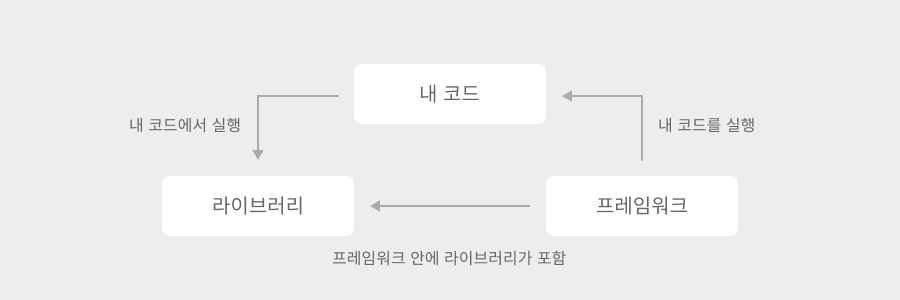 내 코드
내 코드에서 실행
내 코드를 실행
라이브러리
프레임워크
프레임워크 안에 라이브러리가 포함